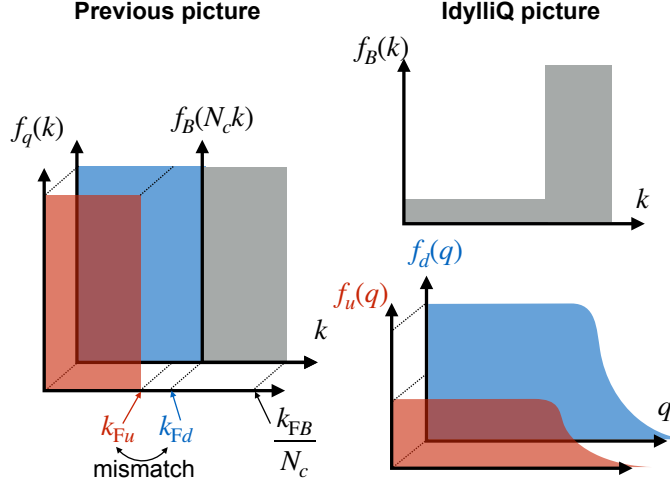 Previous picture
IdylliQ picture
f_q(k)
f_B(N_c k)
k
k_Fu
k_Fd
k_FB
N_c
mismatch
f_B(k)
k
f_d(q)
f_u(q)
q